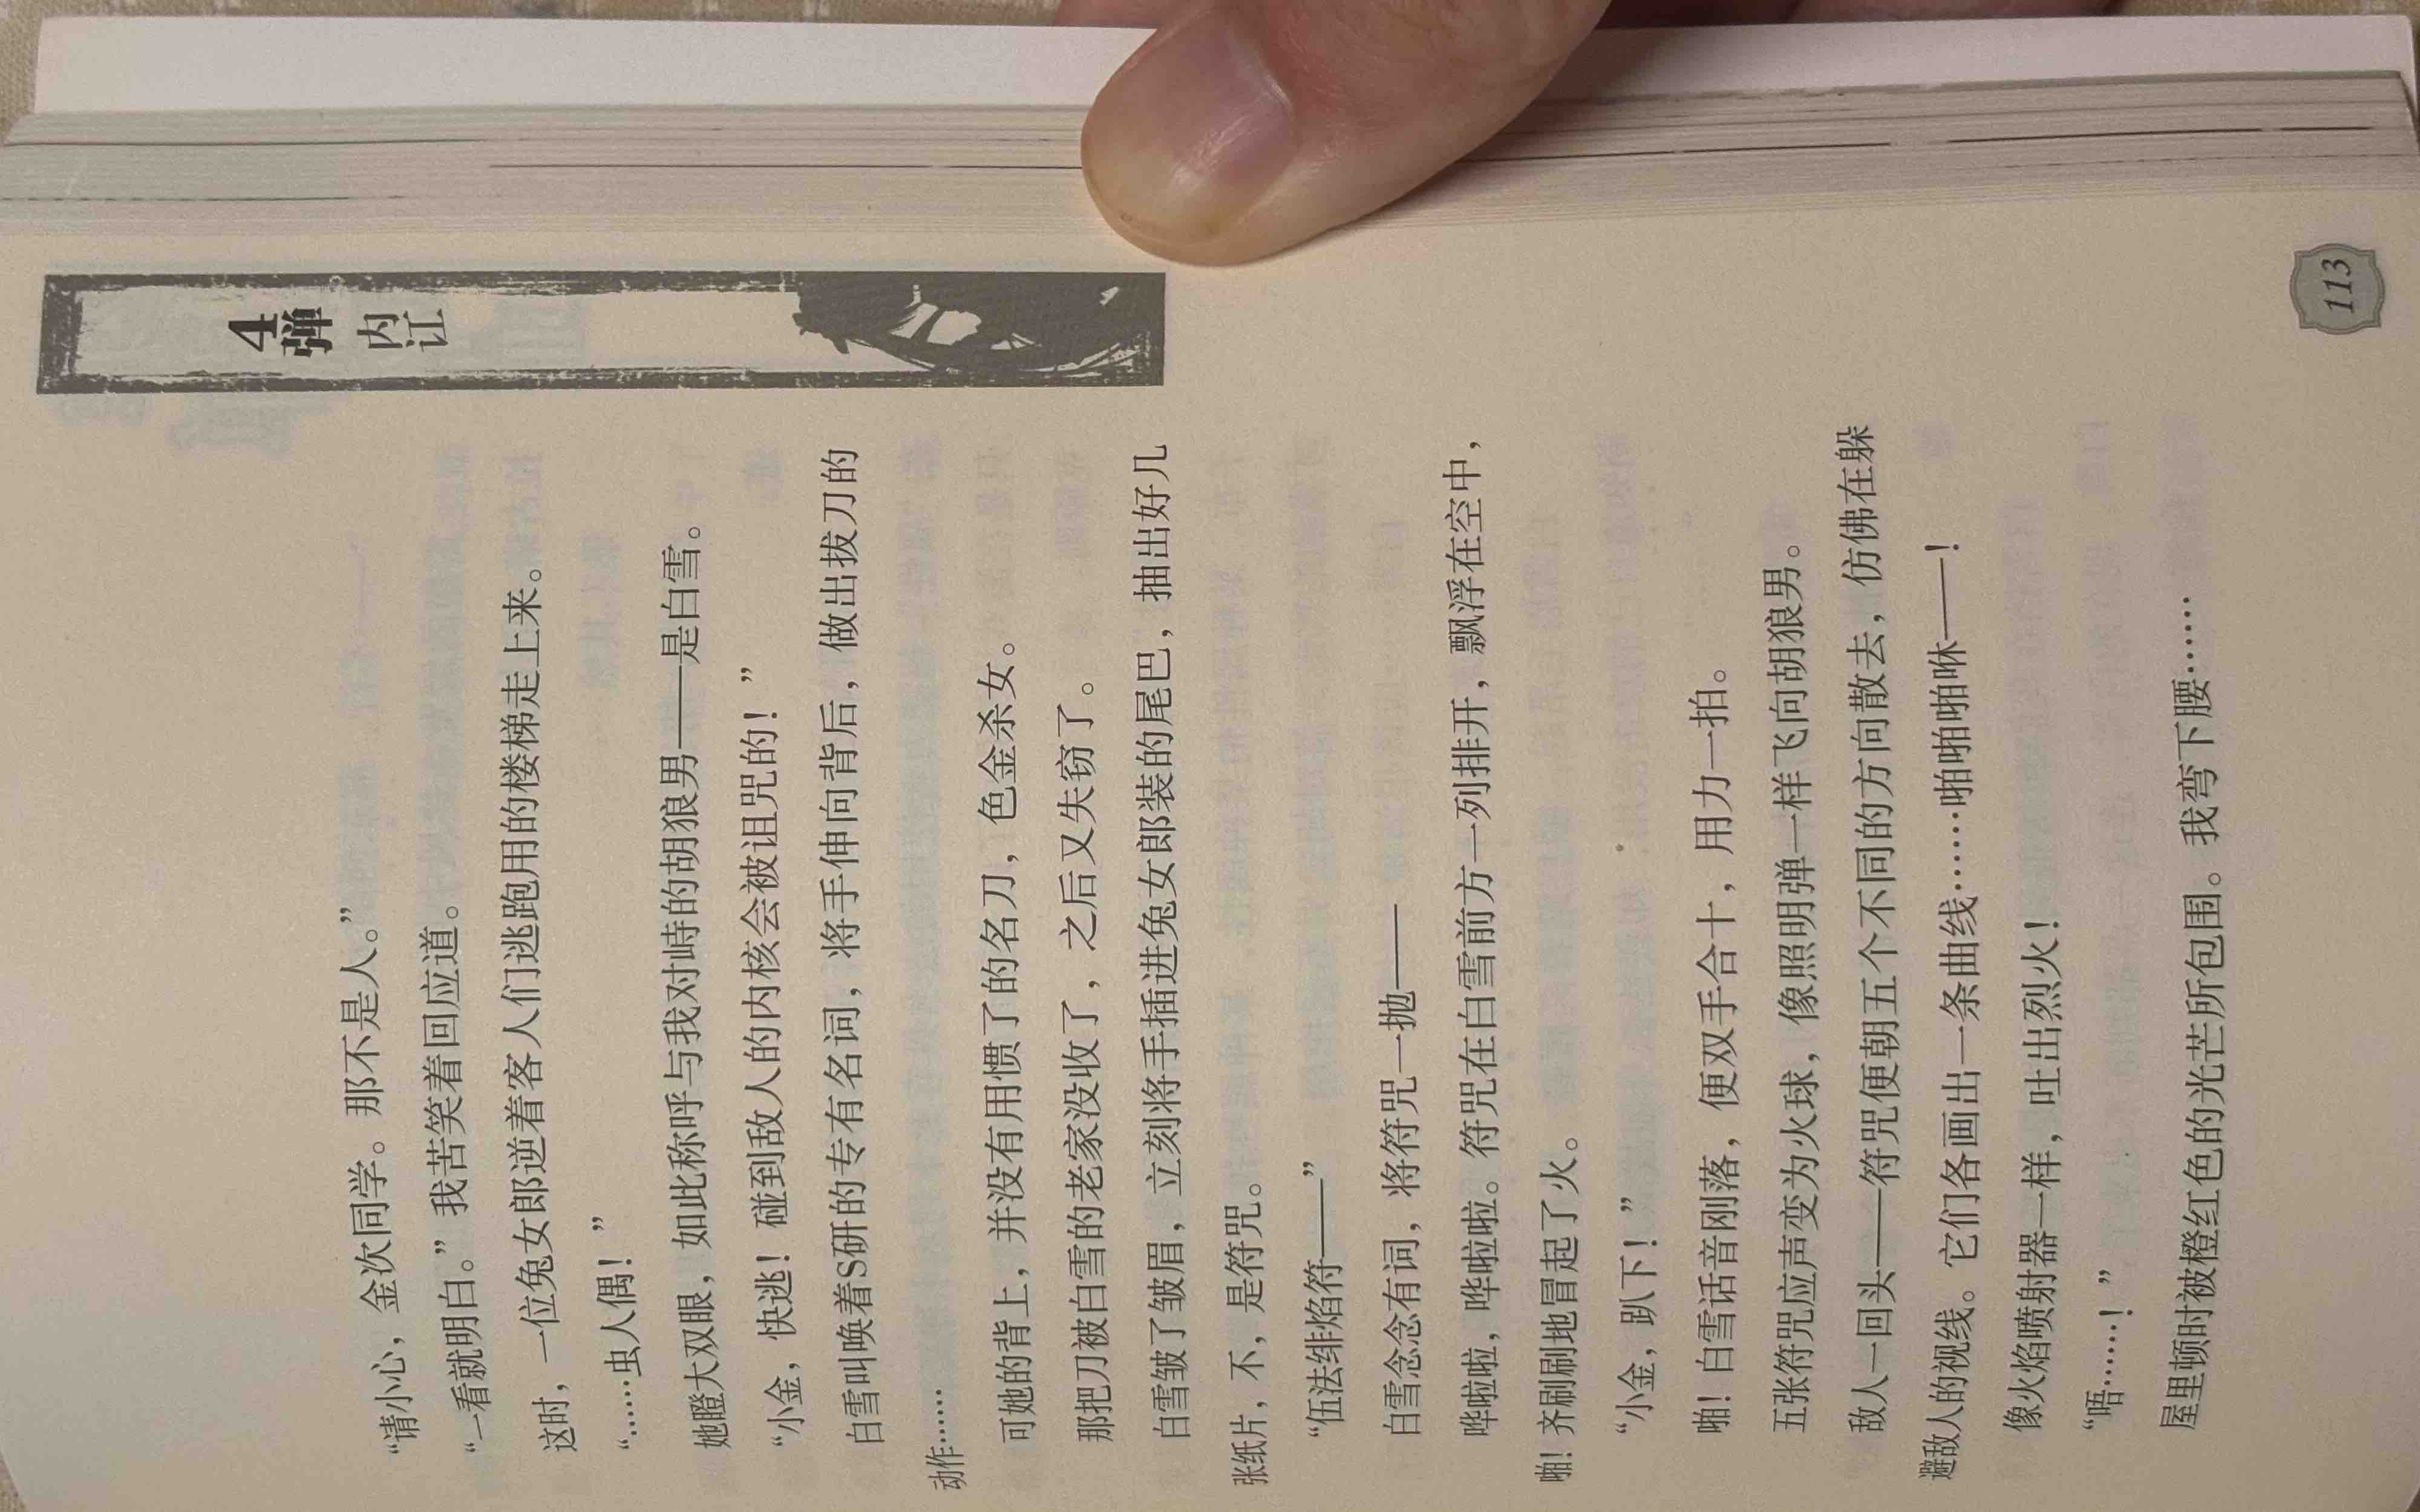 4弹 内讧
“请小心，金次同学。那不是人。”
“一看就明白。”我苦笑着回应道。
这时，一位兔女郎逆着客人们逃跑用的楼梯走上来。
“……虫人偶！”
她瞪大双眼，如此称呼与我对峙的胡狼男——是白雪。
“小金，快逃！碰到敌人的内核会被诅咒的！”
白雪叫唤着S研的专有名词，将手伸向背后，做出拔刀的
动作……
可她的背上，并没有用惯了的名刀，色金杀女。
那把刀被白雪的老家没收了，之后又失窃了。
白雪皱了皱眉，立刻将手插进兔女郎装的尾巴，抽出好几
张纸片，不，是符咒。
“伍法绯焰符——”
白雪念念有词，将符咒一抛——
哗啦啦，哗啦啦。符咒在白雪前方一列排开，飘浮在空中，
啪！齐刷刷地冒起了火。
“小金，趴下！”
啪！白雪话音刚落，便双手合十，用力一拍。
五张符咒应声变为火球，像照明弹一样飞向胡狼男。
敌人一回头——符咒便朝五个不同的方向散去，仿佛在躲
避敌人的视线。它们各画出一条曲线……啪啪啪咻——！
像火焰喷射器一样，吐出烈火！
“唔……！”
屋里顿时被橙红色的光芒所包围。我弯下腰……
113